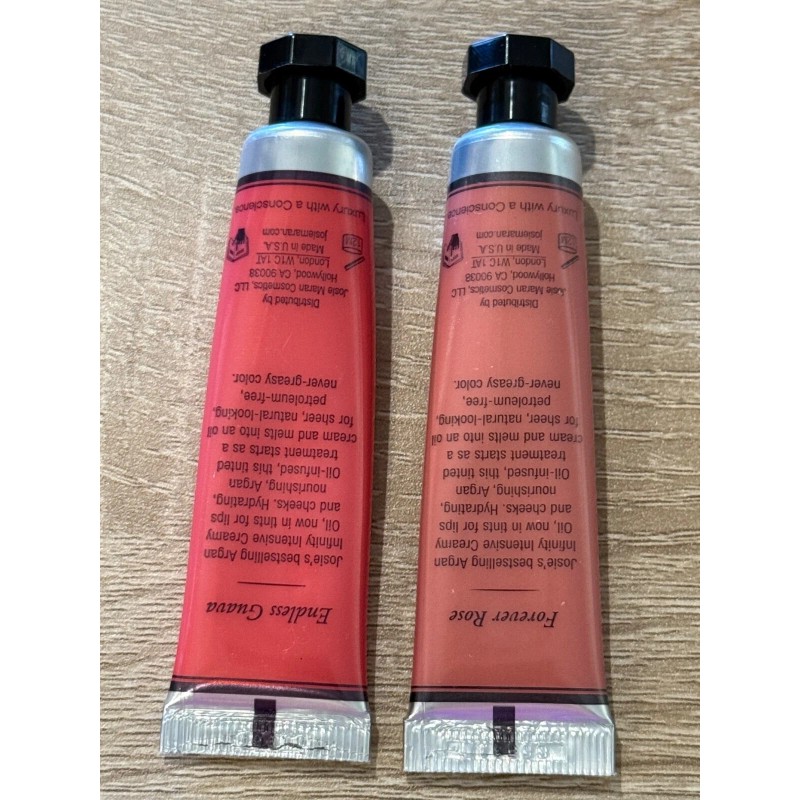 Endless Guava
Josie's bestselling Argan
Infinity Intensive Creamy
Oil, now in tints for lips
and cheeks. Hydrating,
nourishing, Argan
Oil-infused, this tinted
treatment starts as a
cream and melts into an oil
for sheer, natural-looking,
petroleum-free,
never-greasy color.
Distributed by
Josie Maran Cosmetics, LLC
Hollywood, CA 90038
London, W1C 1AT
Made in U.S.A.
josiemaran.com
Luxury with a Conscience
Forever Rose
Josie's bestselling Argan
Infinity Intensive Creamy
Oil, now in tints for lips
and cheeks. Hydrating,
nourishing, Argan
Oil-infused, this tinted
treatment starts as a
cream and melts into an oil
for sheer, natural-looking,
petroleum-free,
never-greasy color.
Distributed by
Josie Maran Cosmetics, LLC
Hollywood, CA 90038
London, W1C 1AT
Made in U.S.A.
josiemaran.com
Luxury with a Conscience